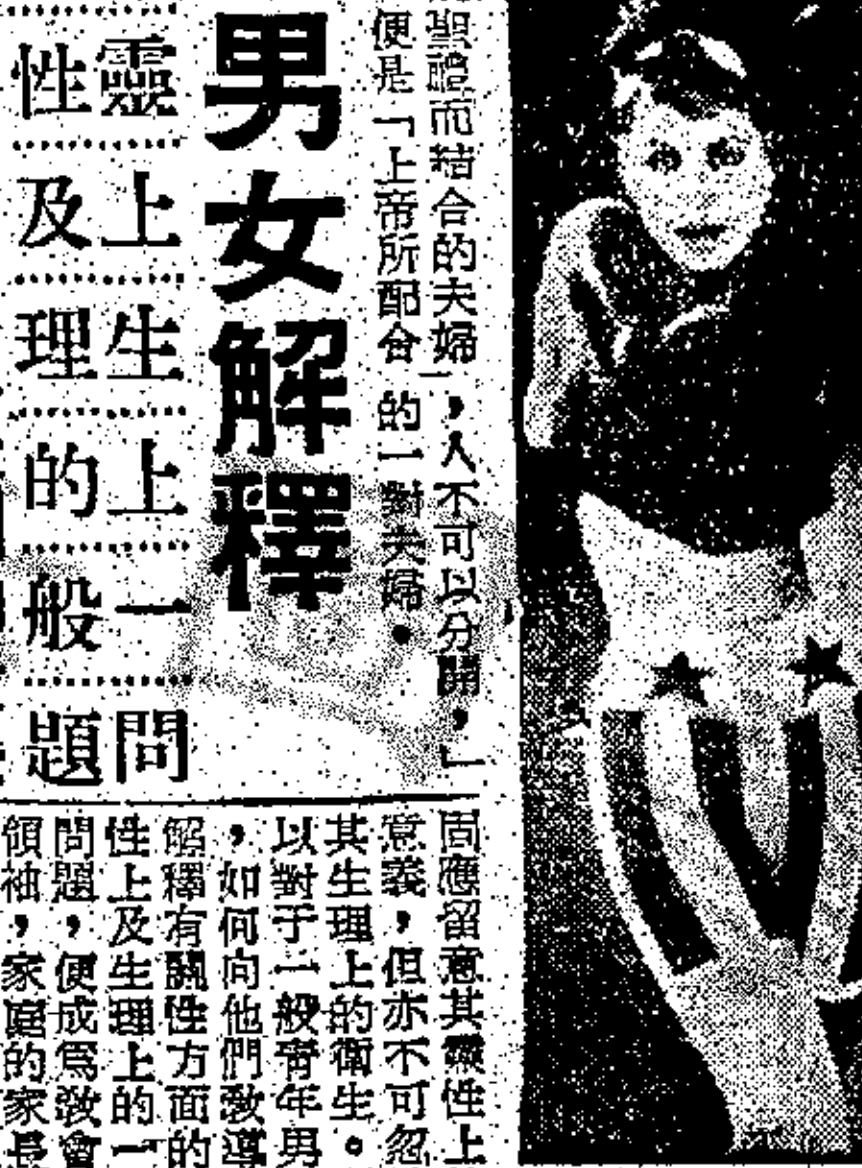 聖禮而結合的夫婦,人不可以分開,」
便是「上帝所配合」的一對夫婦。
男女解釋
靈性
上及
生理
上的
一般
問題
固應留意其靈性上
意義,但亦不可忽
其生理上的衛生。
以對于一般青年男
,如何向他們教導
解釋有關性方面的
性上及生理上的一
問題,便成爲教會
領袖,家庭的家長